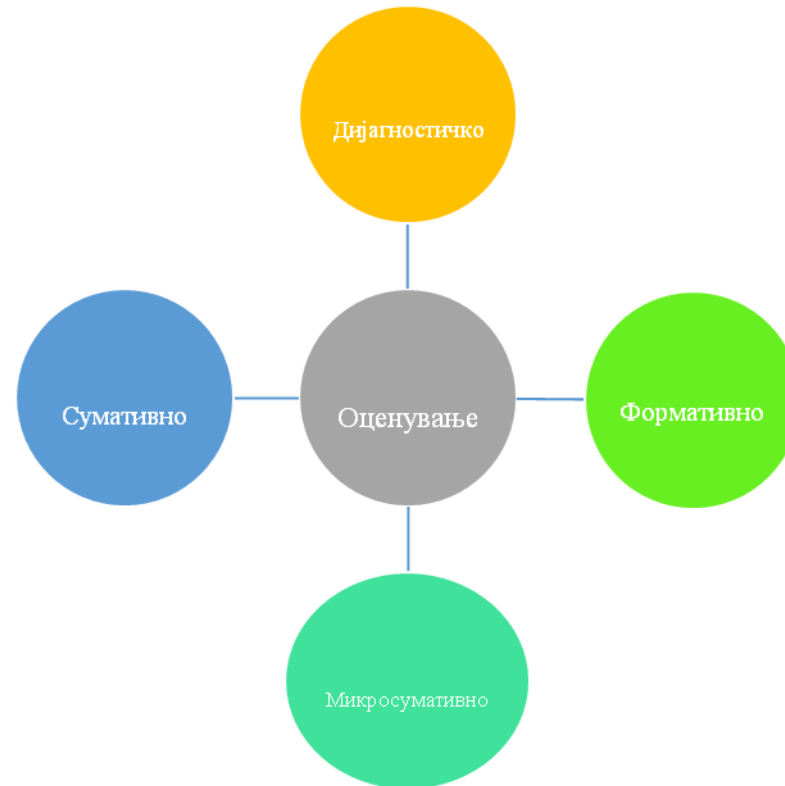 Дијагностичко
Сумативно
Оценување
Формативно
Микросумативно